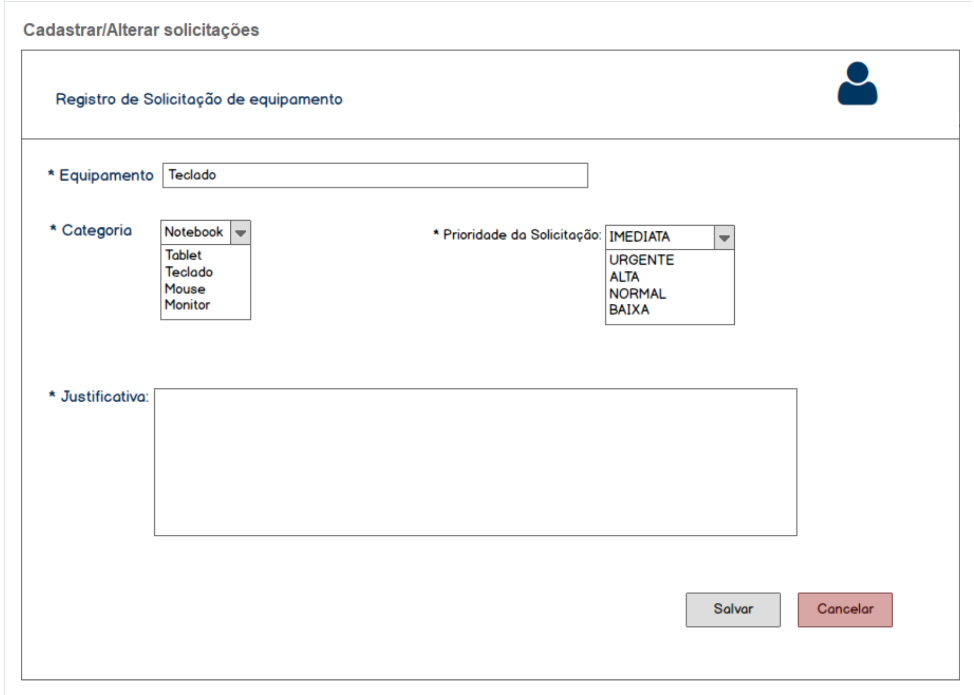 Cadastrar/Alterar solicitações
Registro de Solicitação de equipamento
* Equipamento Teclado
* Categoria Notebook
Tablet
Teclado
Mouse
Monitor
* Prioridade da Solicitação: IMEDIATA
URGENTE
ALTA
NORMAL
BAIXA
* Justificativa:
Salvar Cancelar